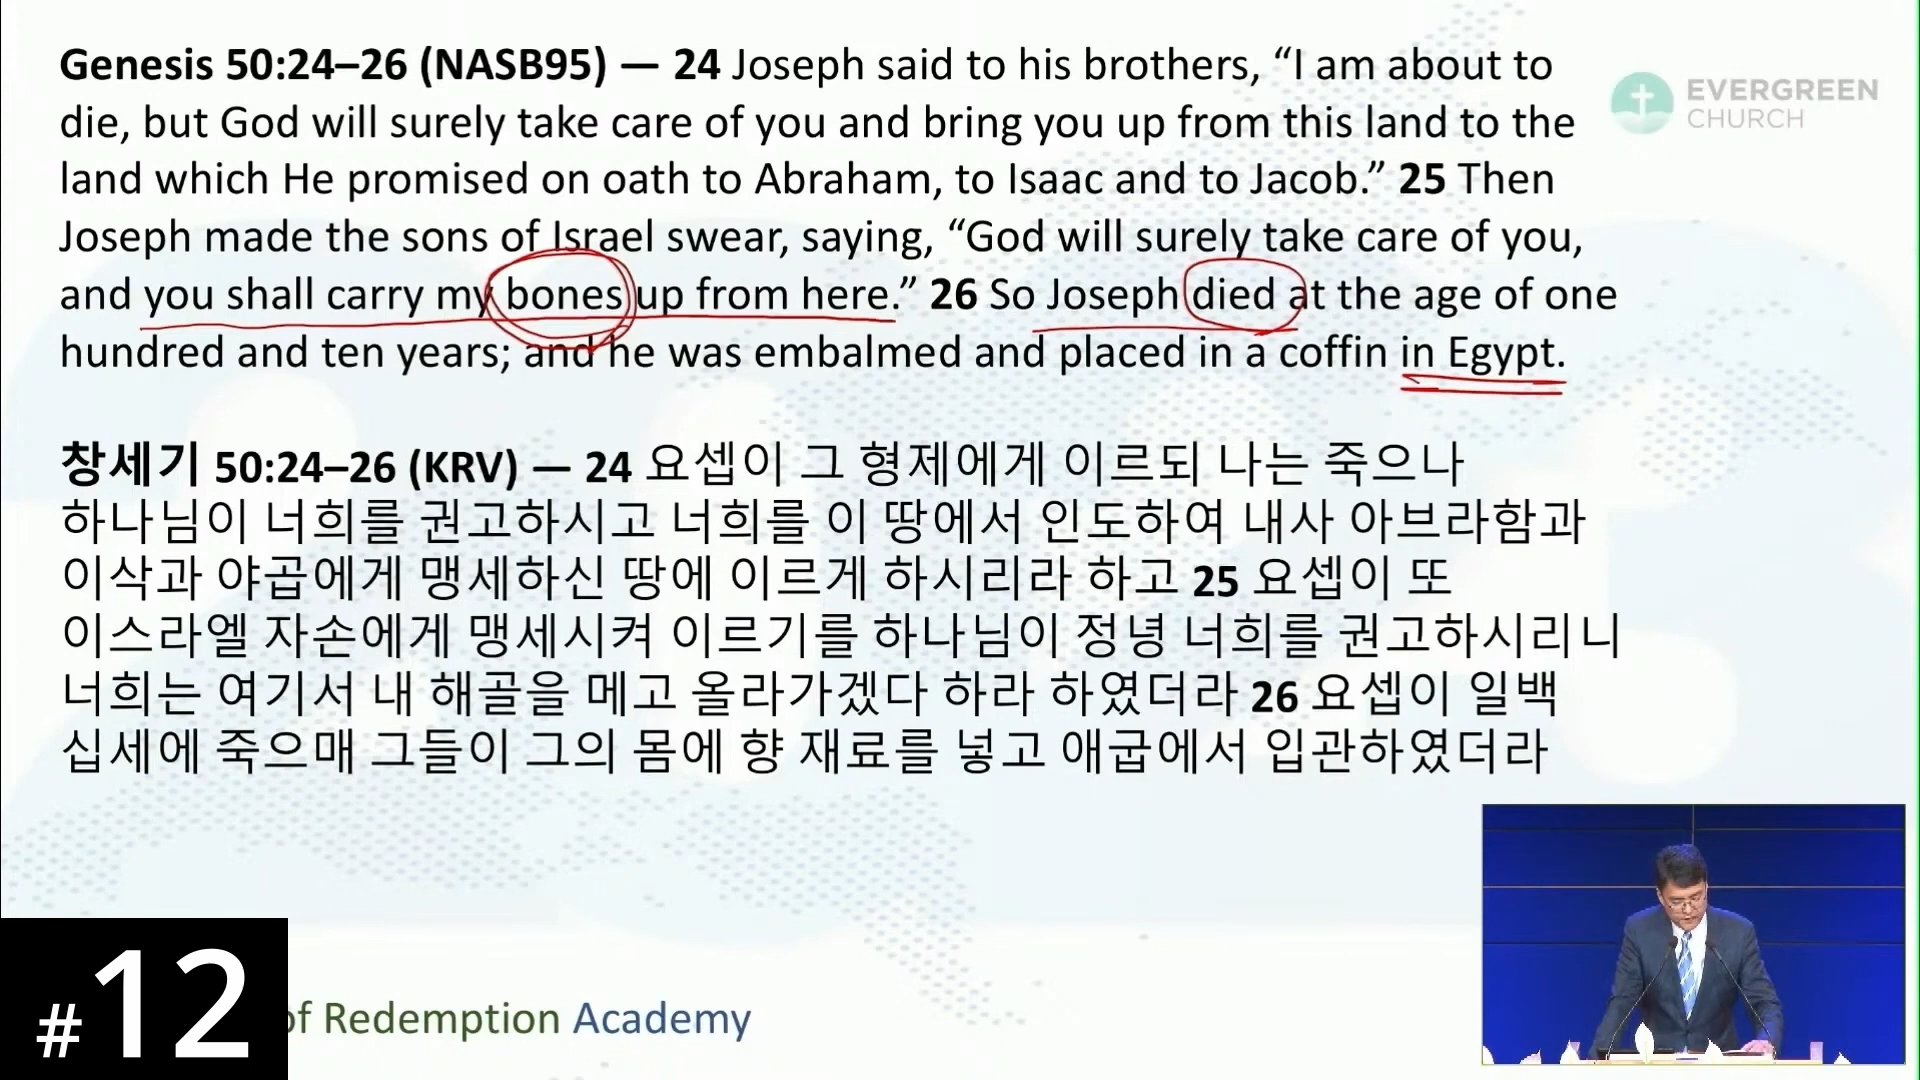 Genesis 50:24–26 (NASB95) — 24 Joseph said to his brothers, “I am about to
die, but God will surely take care of you and bring you up from this land to the
land which He promised on oath to Abraham, to Isaac and to Jacob.” 25 Then
Joseph made the sons of Israel swear, saying, “God will surely take care of you,
and you shall carry my bones up from here.” 26 So Joseph died at the age of one
hundred and ten years; and he was embalmed and placed in a coffin in Egypt.
EVERGREEN
CHURCH
창세기 50:24–26 (KRV) — 24 요셉이 그 형제에게 이르되 나는 죽으나
하나님이 너희를 권고하시고 너희를 이 땅에서 인도하여 내사 아브라함과
이삭과 야곱에게 맹세하신 땅에 이르게 하시리라 하고 25 요셉이 또
이스라엘 자손에게 맹세시켜 이르기를 하나님이 정녕 너희를 권고하시리니
너희는 여기서 내 해골을 메고 올라가겠다 하라 하였더라 26 요셉이 일백
십세에 죽으매 그들이 그의 몸에 향 재료를 넣고 애굽에서 입관하였더라
#12
of Redemption Academy